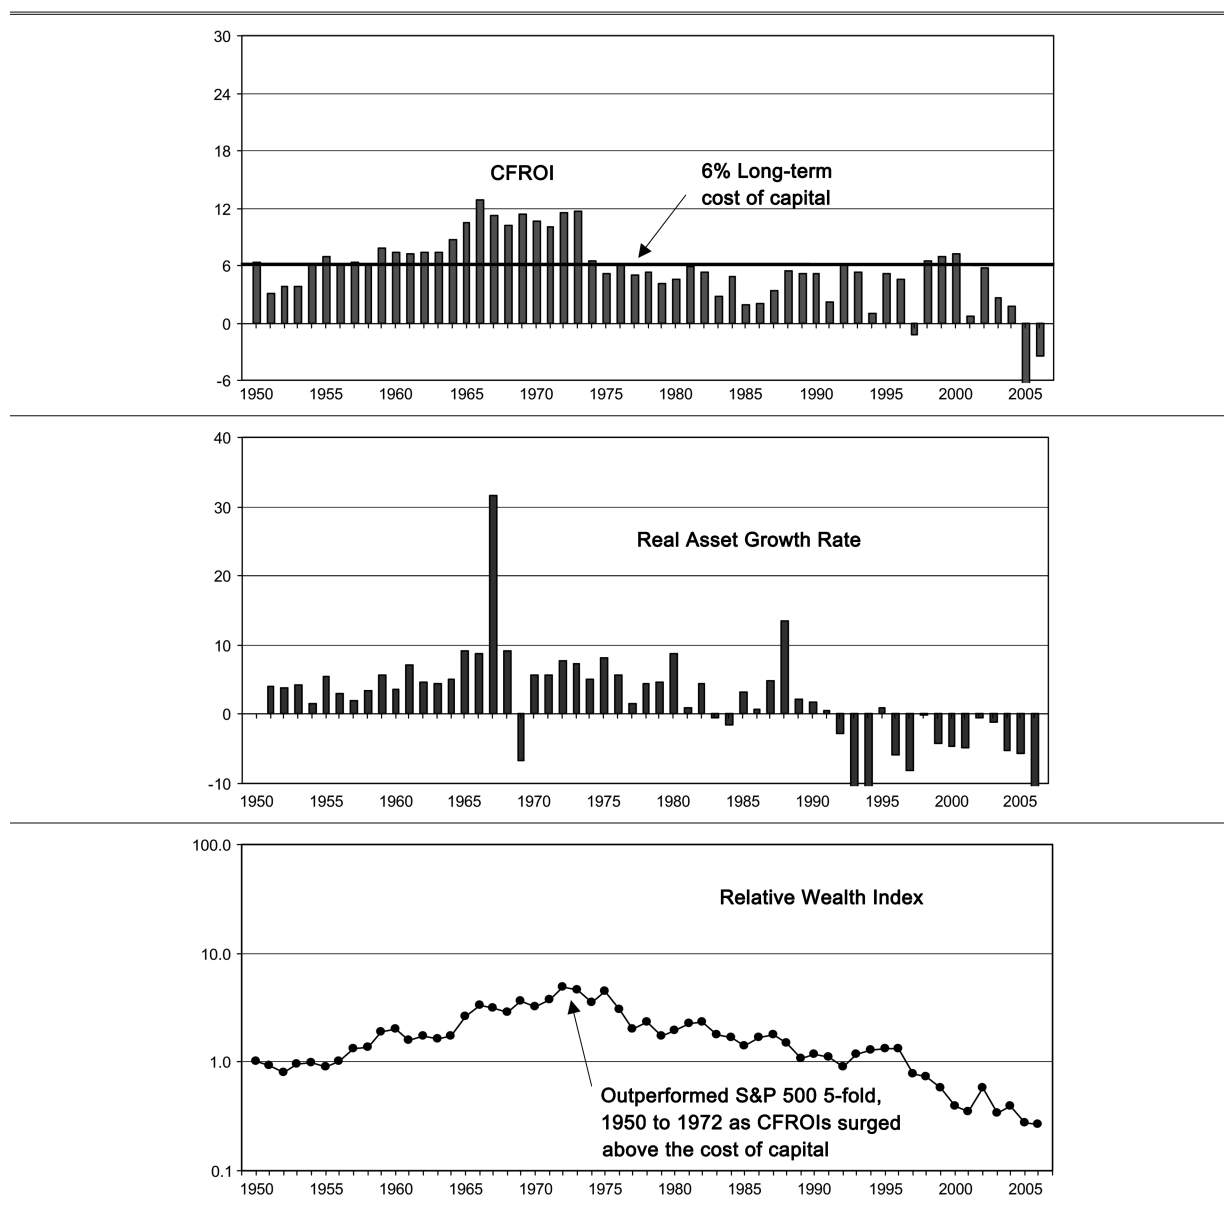 30
24
18
CFROI
6% Long-term
cost of capital
12
6
0
-6
1950 1955 1960 1965 1970 1975 1980 1985 1990 1995 2000 2005
40
30
Real Asset Growth Rate
20
10
0
-10
1950 1955 1960 1965 1970 1975 1980 1985 1990 1995 2000 2005
100.0
Relative Wealth Index
10.0
1.0
Outperformed S&P 500 5-fold,
1950 to 1972 as CFROIs surged
above the cost of capital
0.1
1950 1955 1960 1965 1970 1975 1980 1985 1990 1995 2000 2005